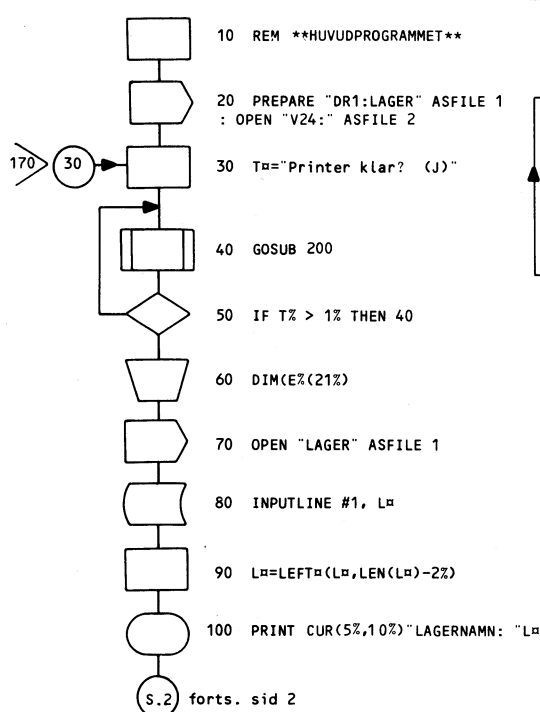 10 REM **HUVUDPROGRAMMET**
20 PREPARE "DR1:LAGER" ASFILE 1
: OPEN "V24:" ASFILE 2
170 30 30 T¤="Printer klar? (J)"
40 GOSUB 200
50 IF T% > 1% THEN 40
60 DIM(E%(21%)
70 OPEN "LAGER" ASFILE 1
80 INPUTLINE #1, L¤
90 L¤=LEFT¤(L¤,LEN(L¤)-2%)
100 PRINT CUR(5%,10%)"LAGERNAMN: "L¤
S.2 forts. sid 2